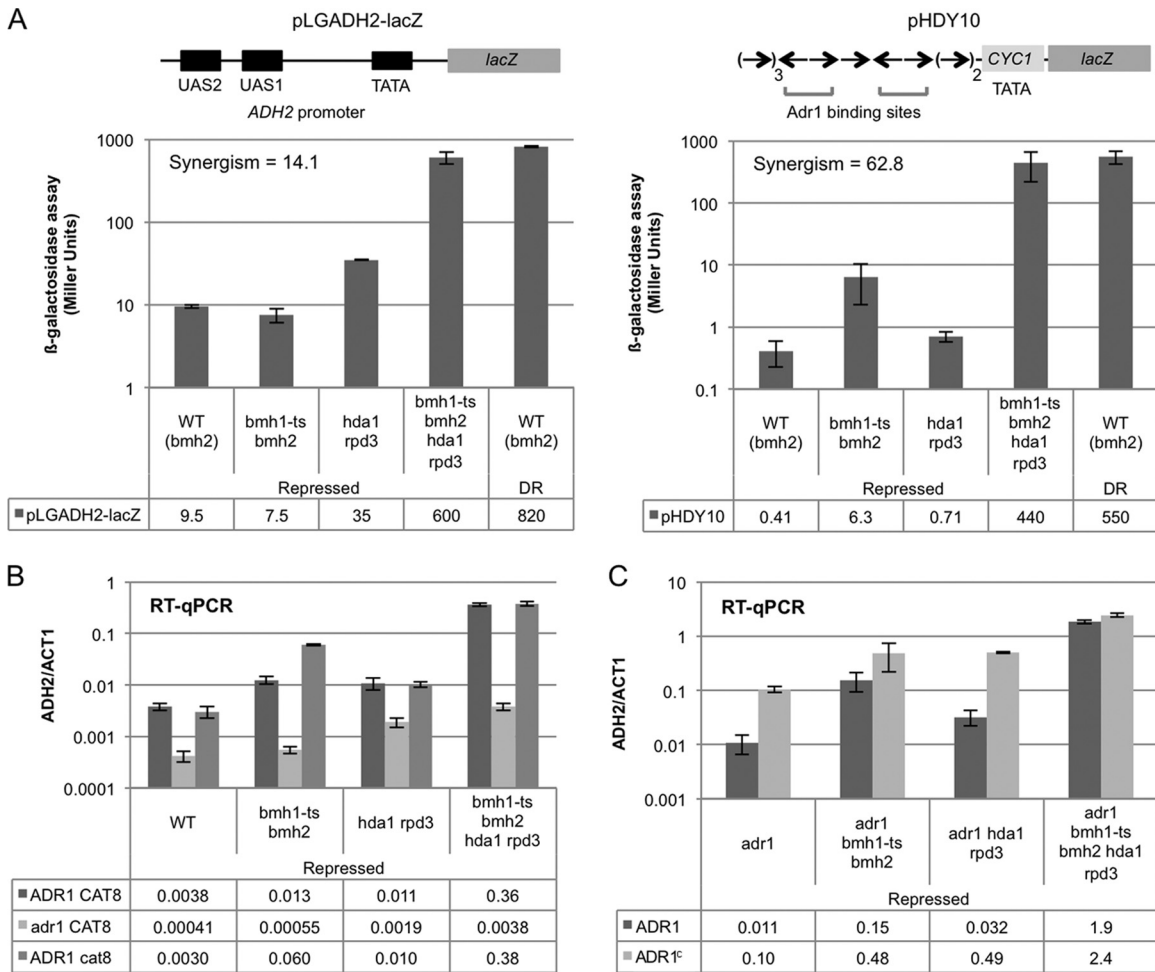 A
pLGADH2-lacZ
UAS2 UAS1 TATA lacZ
ADH2 promoter
Synergism = 14.1
ß-galactosidase assay
(Miller Units)
1000
100
10
1
WT
(bmh2)
bmh1-ts
bmh2
hda1
rpd3
bmh1-ts
bmh2
hda1
rpd3
WT
(bmh2)
Repressed DR
pLGADH2-lacZ 9.5 7.5 35 600 820
pHDY10
( )3 ( )2 CYC1 lacZ
TATA
Adr1 binding sites
Synergism = 62.8
ß-galactosidase assay
(Miller Units)
1000
100
10
1
0.1
WT
(bmh2)
bmh1-ts
bmh2
hda1
rpd3
bmh1-ts
bmh2
hda1
rpd3
WT
(bmh2)
Repressed DR
pHDY10 0.41 6.3 0.71 440 550
B
RT-qPCR
ADH2/ACT1
1
0.1
0.01
0.001
0.0001
WT
bmh1-ts
bmh2
hda1 rpd3
bmh1-ts
bmh2
hda1 rpd3
Repressed
ADR1 CAT8 0.0038 0.013 0.011 0.36
adr1 CAT8 0.00041 0.00055 0.0019 0.0038
ADR1 cat8 0.0030 0.060 0.010 0.38
C
RT-qPCR
ADH2/ACT1
10
1
0.1
0.01
0.001
adr1
adr1
bmh1-ts
bmh2
adr1 hda1
rpd3
adr1
bmh1-ts
bmh2 hda1
rpd3
Repressed
ADR1 0.011 0.15 0.032 1.9
ADR1ᶜ 0.10 0.48 0.49 2.4